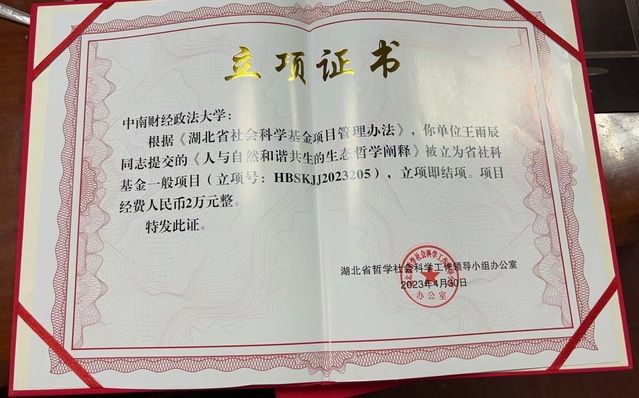 立项证书
中南财经政法大学：
根据《湖北省社会科学基金项目管理办法》，你单位王雨辰
同志提交的《人与自然和谐共生的生态哲学阐释》被立为省社科
基金一般项目（立项号：HBSKJJ2023205），立项即结项。项目
经费人民币2万元整。
特发此证。
湖北省哲学社会科学工作领导小组办公室
2023年4月30日
办公室